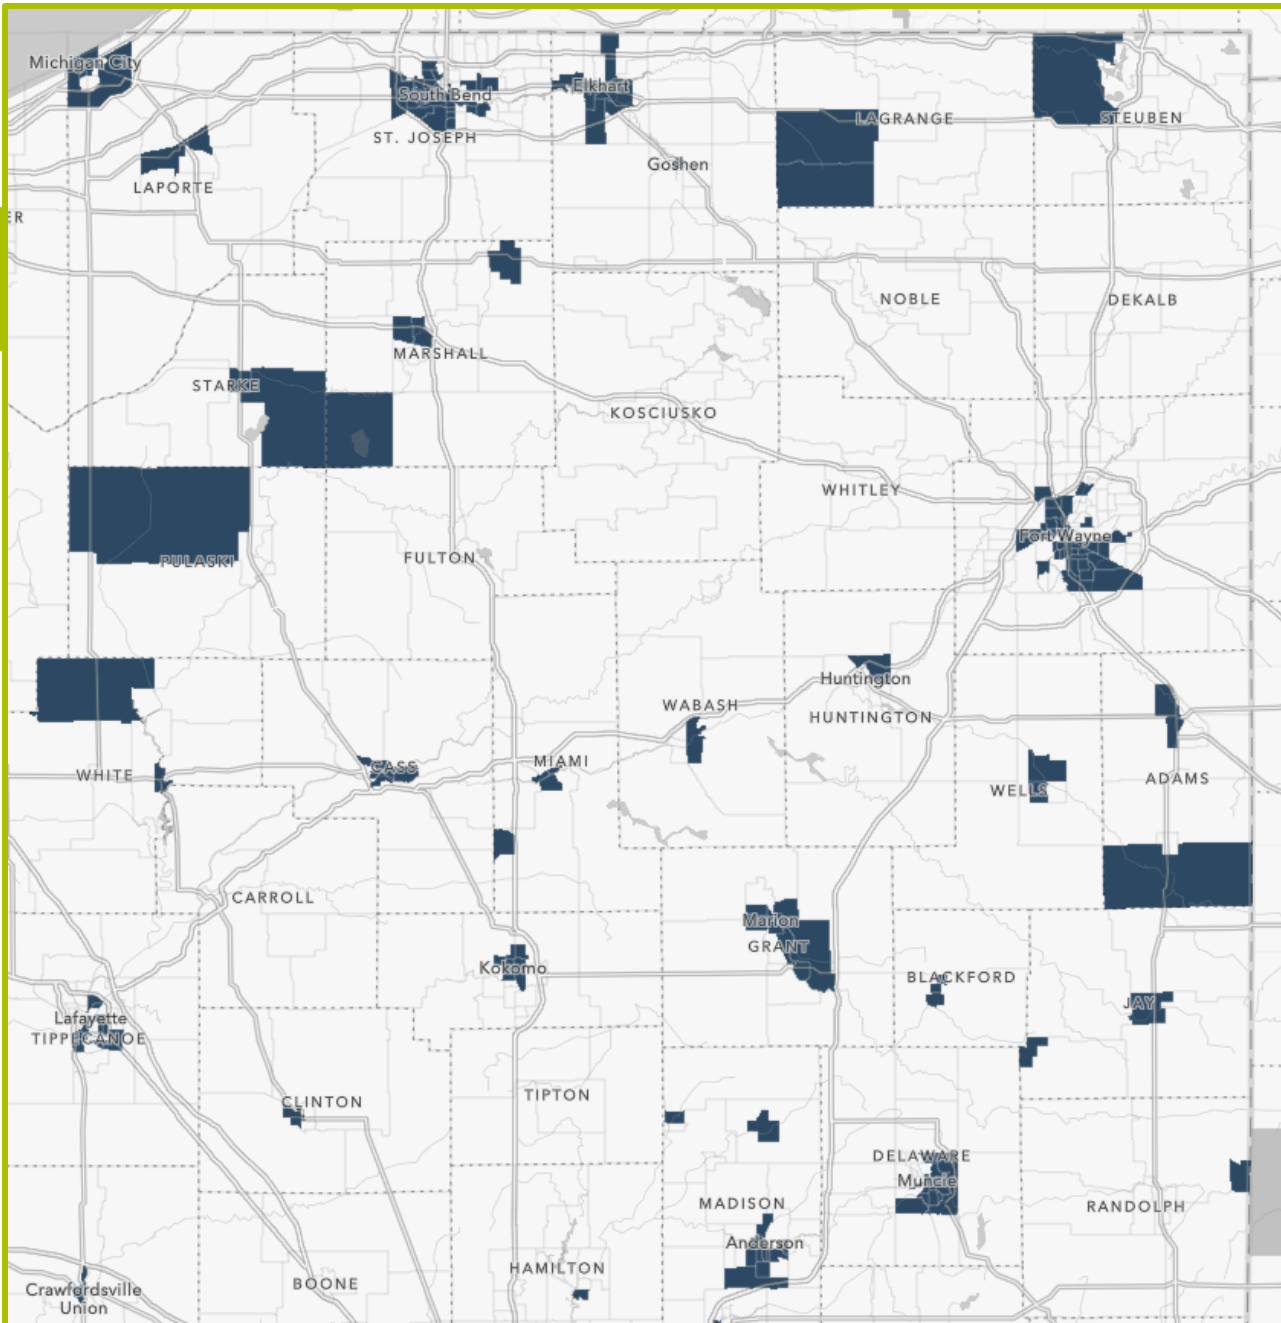 Michigan City
South Bend
Elkhart
LAGRANGE
STEUBEN
ST. JOSEPH
Goshen
LAPORTE
ER
NOBLE
DEKALB
MARSHALL
STARKE
KOSCIUSKO
WHITLEY
Fort Wayne
PULASKI
FULTON
Huntington
WABASH
HUNTINGTON
MIAMI
CASS
WHITE
ADAMS
WELLS
CARROLL
Marion
GRANT
Kokomo
BLACKFORD
JAY
Lafayette
TIPPECANOE
TIPTON
CLINTON
DELAWARE
Muncie
MADISON
RANDOLPH
Anderson
HAMILTON
BOONE
Crawfordsville
Union